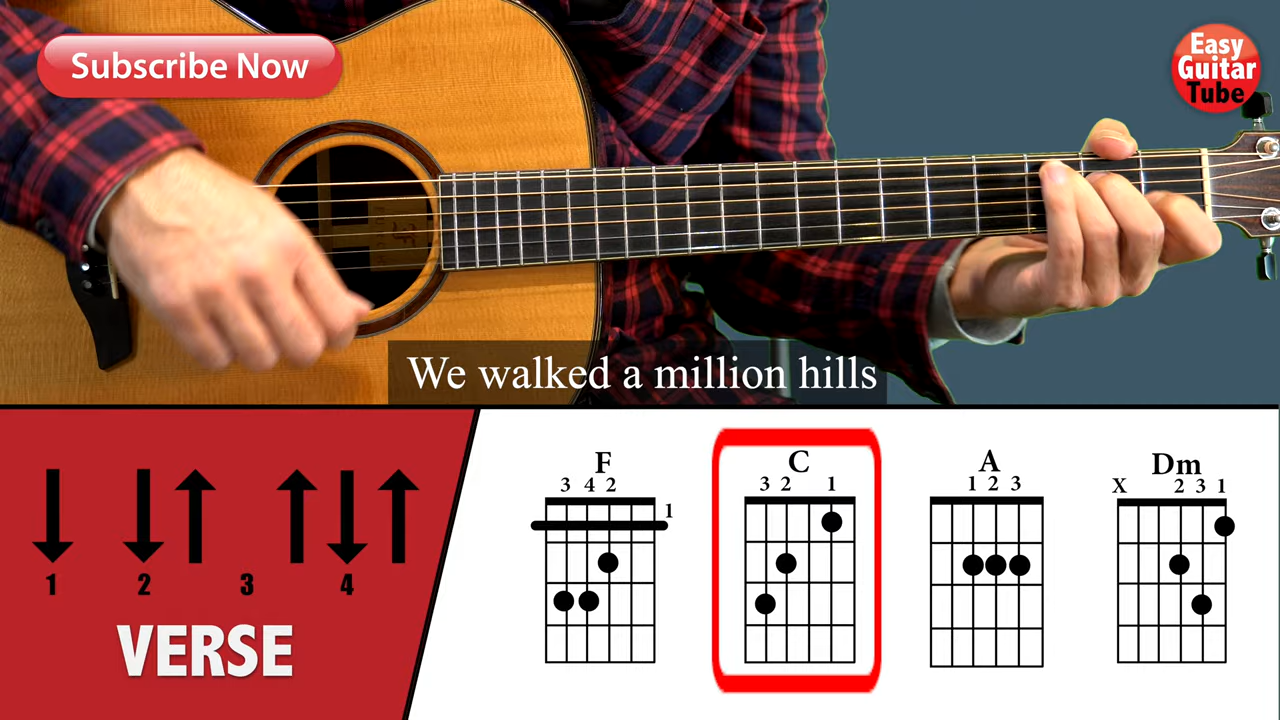 Subscribe Now
Easy
Guitar
Tube
We walked a million hills
F
3 4 2
1
C
3 2 1
A
1 2 3
Dm
X 2 3 1
1 2 3 4
VERSE